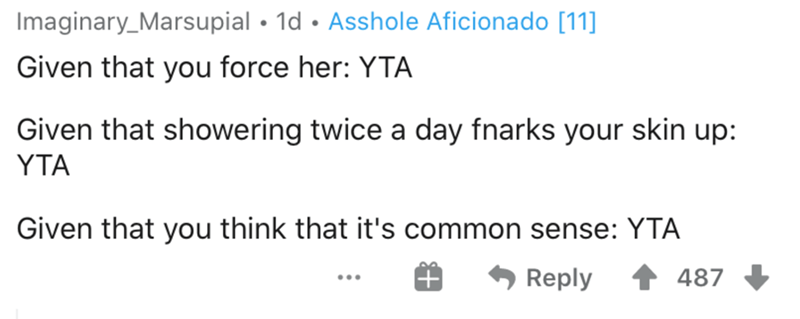 Imaginary_Marsupial • 1d • Asshole Aficionado [11]
Given that you force her: YTA
Given that showering twice a day fnarks your skin up:
YTA
Given that you think that it's common sense: YTA
... Reply 487